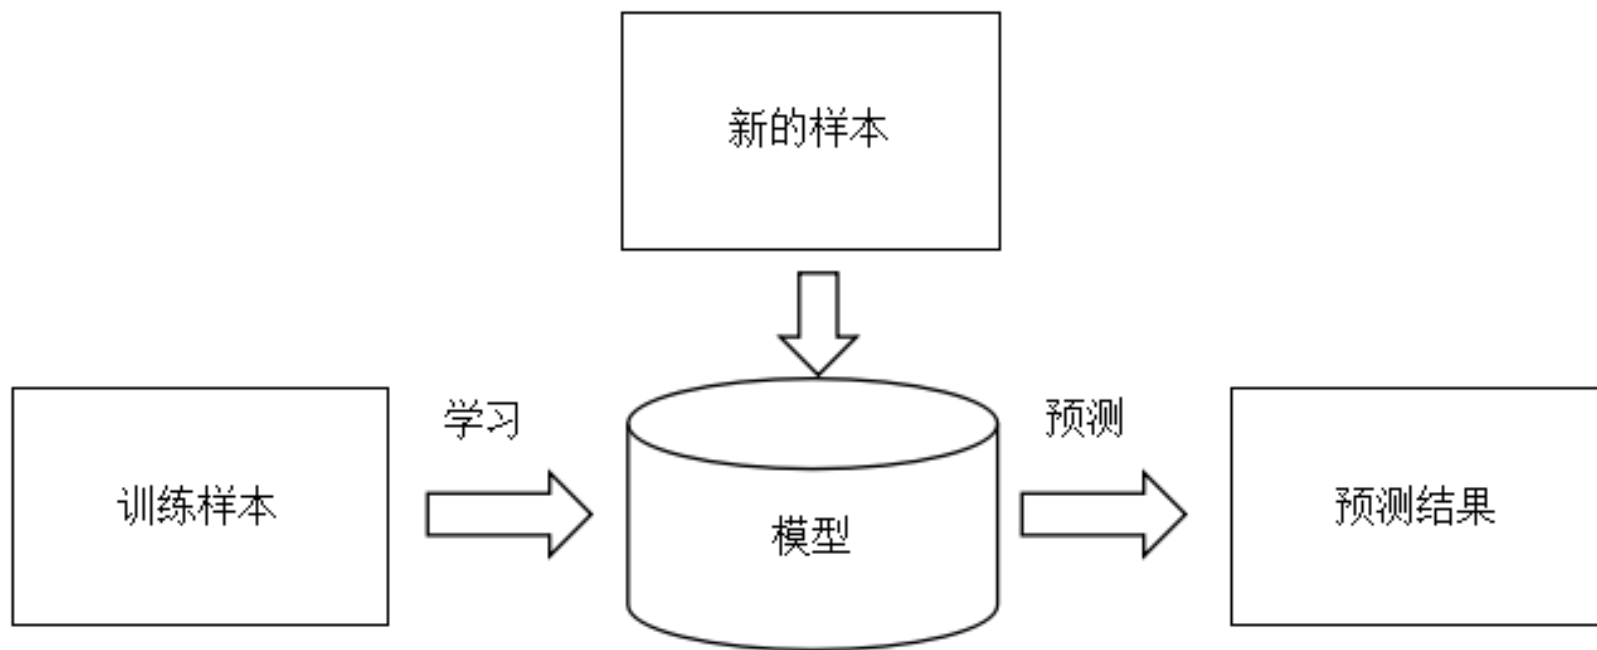 新的样本
学习
预测
训练样本
模型
预测结果